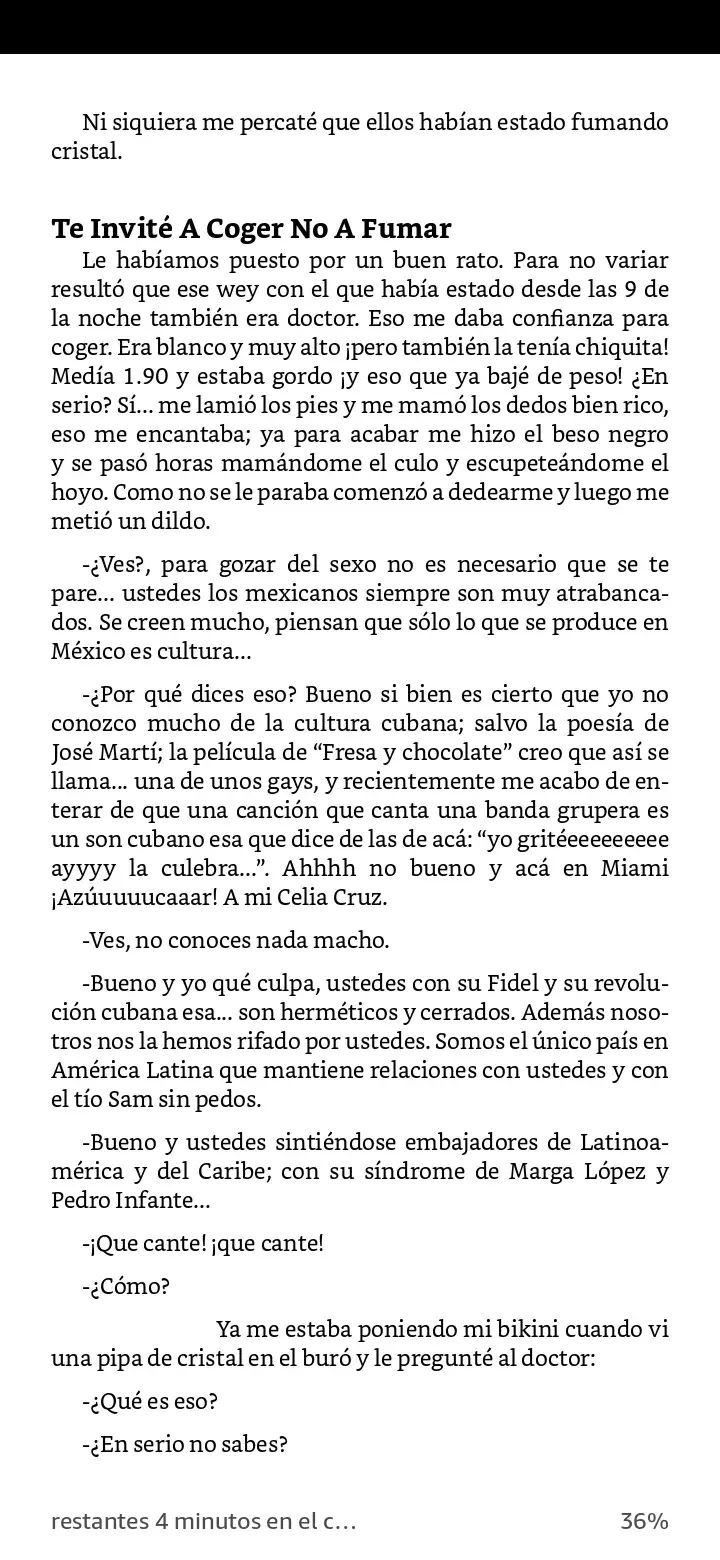 Ni siquiera me percaté que ellos habían estado fumando
cristal.
Te Invité A Coger No A Fumar
Le habíamos puesto por un buen rato. Para no variar
resultó que ese wey con el que había estado desde las 9 de
la noche también era doctor. Eso me daba confianza para
coger. Era blanco y muy alto ¡pero también la tenía chiquita!
Medía 1.90 y estaba gordo ¡y eso que ya bajé de peso! ¿En
serio? Sí... me lamió los pies y me mamó los dedos bien rico,
eso me encantaba; ya para acabar me hizo el beso negro
y se pasó horas mamándome el culo y escupeteándome el
hoyo. Como no se le paraba comenzó a dedearme y luego me
metió un dildo.
-¿Ves?, para gozar del sexo no es necesario que se te
pare... ustedes los mexicanos siempre son muy atrabanca-
dos. Se creen mucho, piensan que sólo lo que se produce en
México es cultura...
-¿Por qué dices eso? Bueno si bien es cierto que yo no
conozco mucho de la cultura cubana; salvo la poesía de
José Martí; la película de “Fresa y chocolate” creo que así se
llama... una de unos gays, y recientemente me acabo de en-
terar de que una canción que canta una banda grupera es
un son cubano esa que dice de las de acá: “yo gritéeeeeeeeee
ayyyy la culebra...”. Ahhhh no bueno y acá en Miami
¡Azúuuuucaaar! A mi Celia Cruz.
-Ves, no conoces nada macho.
-Bueno y yo qué culpa, ustedes con su Fidel y su revolu-
ción cubana esa... son herméticos y cerrados. Además noso-
tros nos la hemos rifado por ustedes. Somos el único país en
América Latina que mantiene relaciones con ustedes y con
el tío Sam sin pedos.
-Bueno y ustedes sintiéndose embajadores de Latinoa-
mérica y del Caribe; con su síndrome de Marga López y
Pedro Infante...
-¡Que cante! ¡que cante!
-¿Cómo?
Ya me estaba poniendo mi bikini cuando vi
una pipa de cristal en el buró y le pregunté al doctor:
-¿Qué es eso?
-¿En serio no sabes?
restantes 4 minutos en el c... 36%